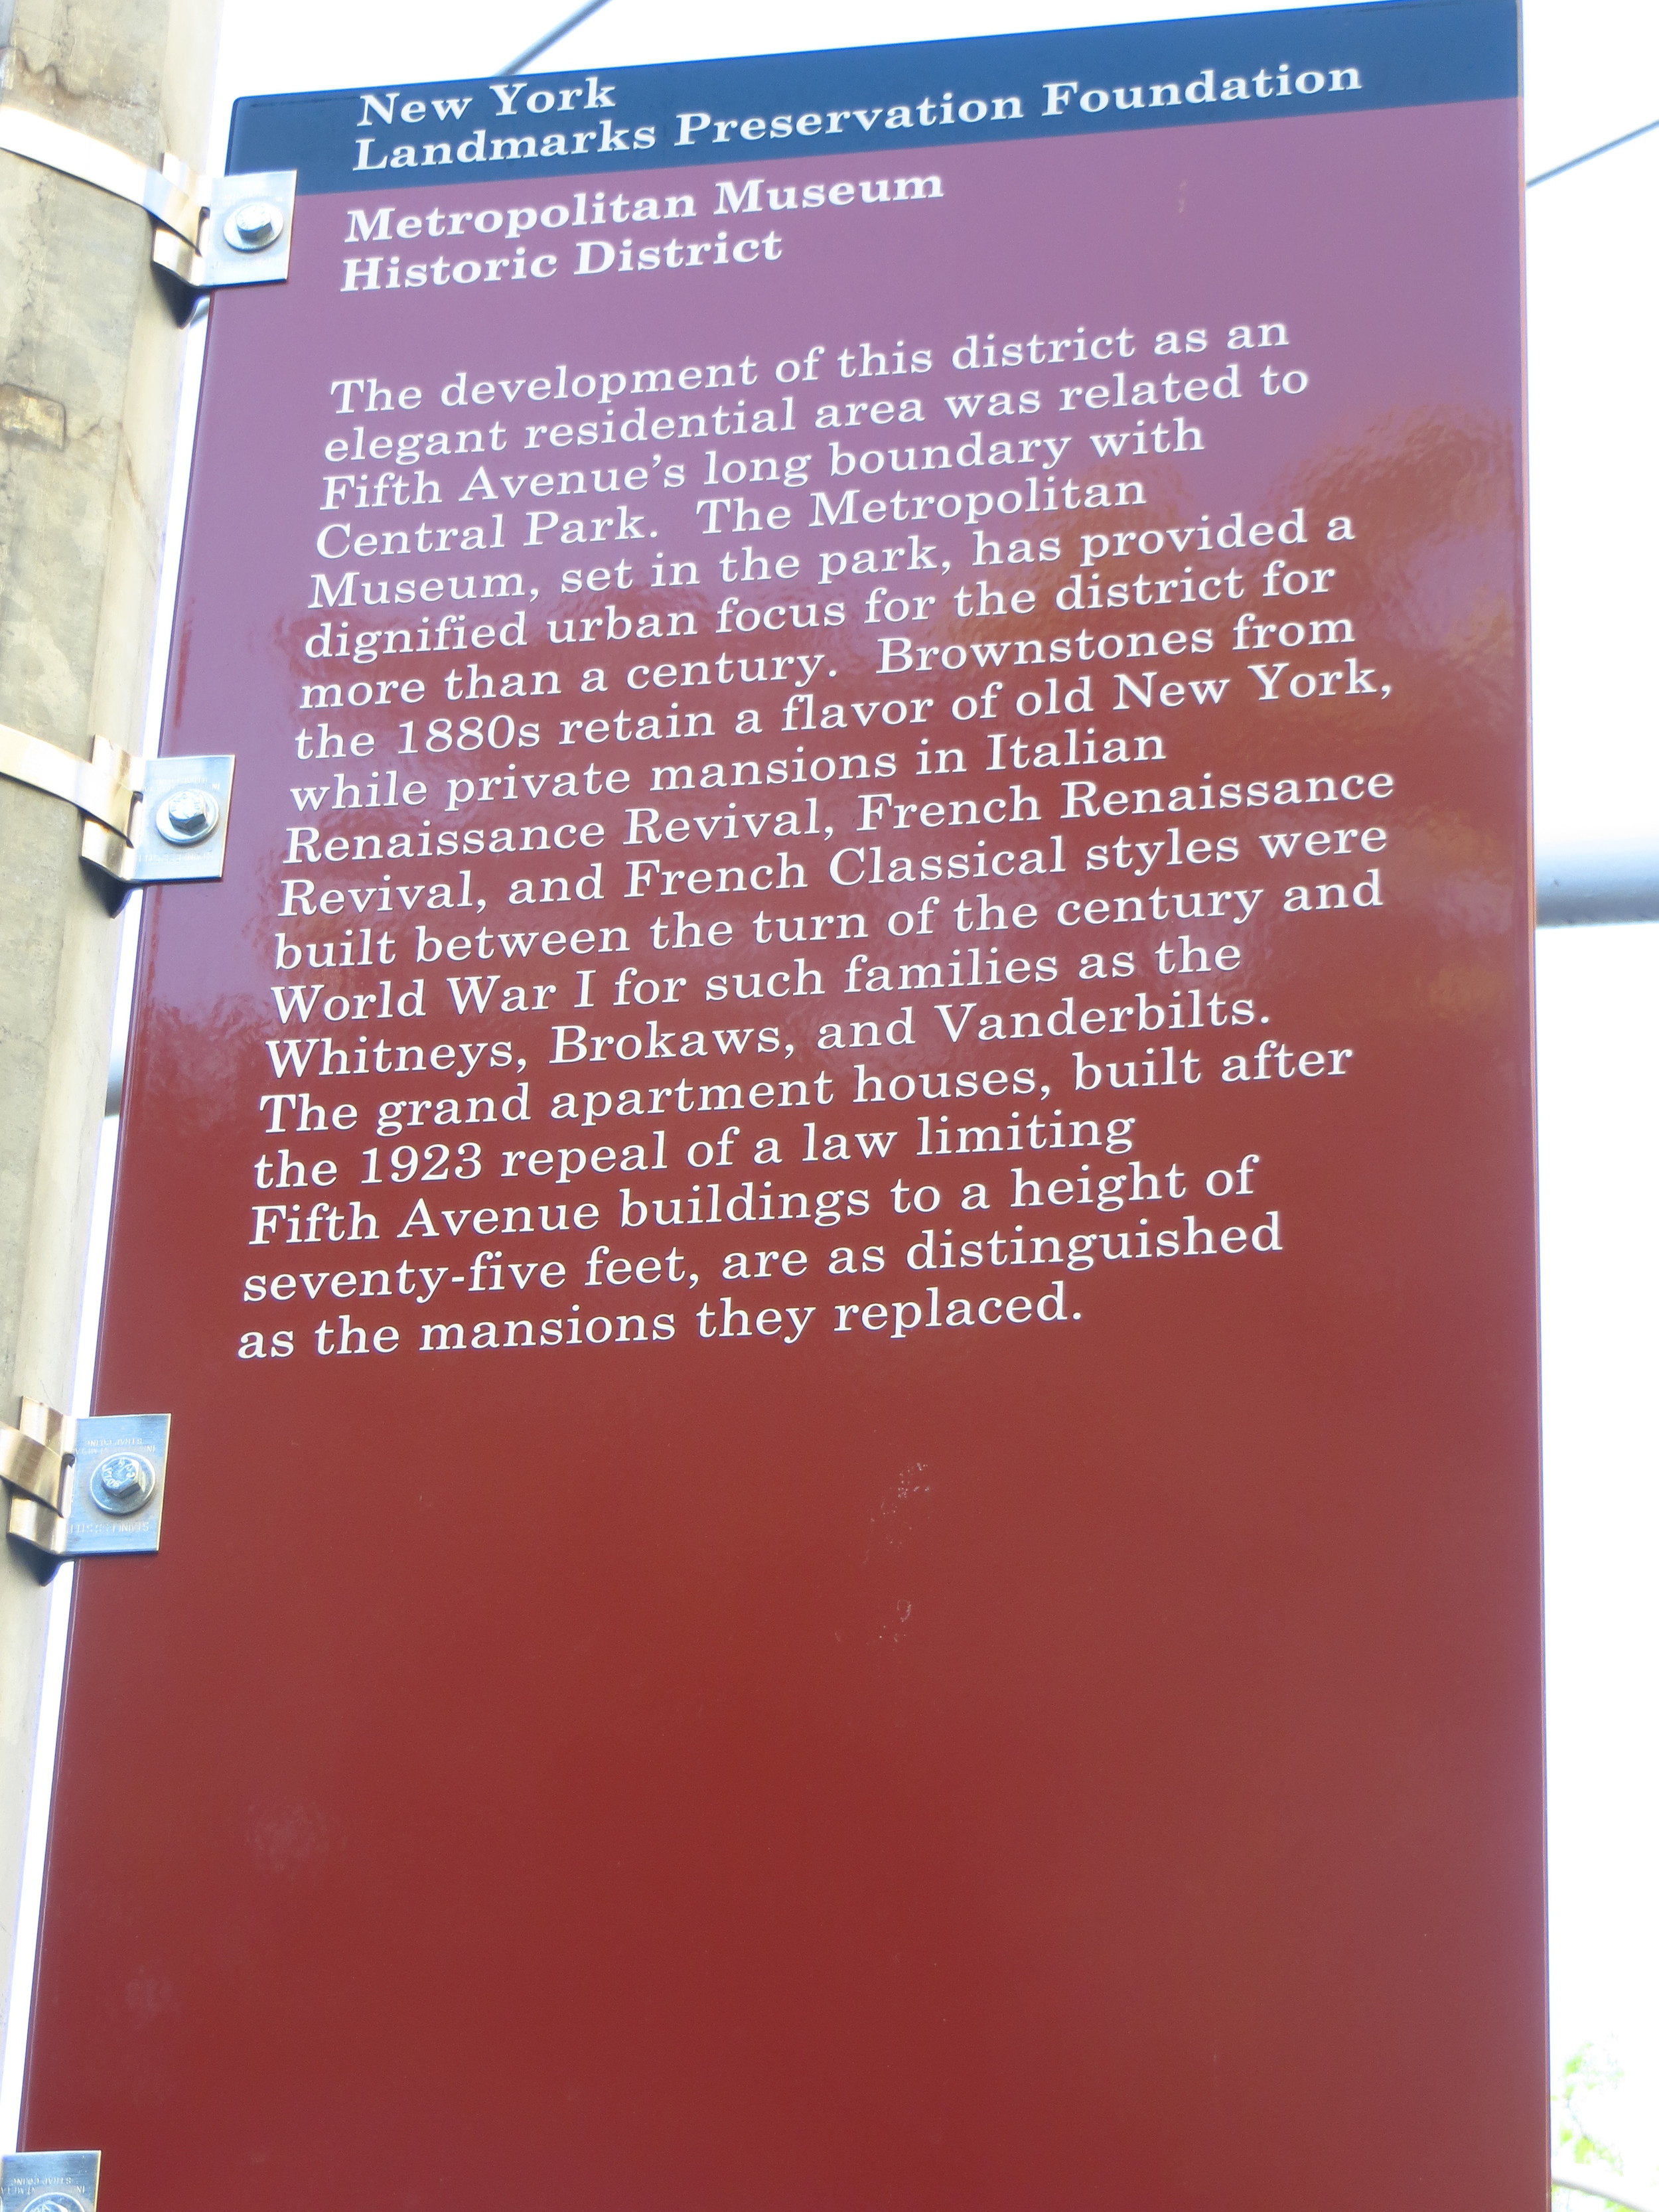 New York
Landmarks Preservation Foundation
Metropolitan Museum
Historic District
The development of this district as an
elegant residential area was related to
Fifth Avenue’s long boundary with
Central Park. The Metropolitan
Museum, set in the park, has provided a
dignified urban focus for the district for
more than a century. Brownstones from
the 1880s retain a flavor of old New York,
while private mansions in Italian
Renaissance Revival, French Renaissance
Revival, and French Classical styles were
built between the turn of the century and
World War I for such families as the
Whitneys, Brokaws, and Vanderbilts.
The grand apartment houses, built after
the 1923 repeal of a law limiting
Fifth Avenue buildings to a height of
seventy-five feet, are as distinguished
as the mansions they replaced.